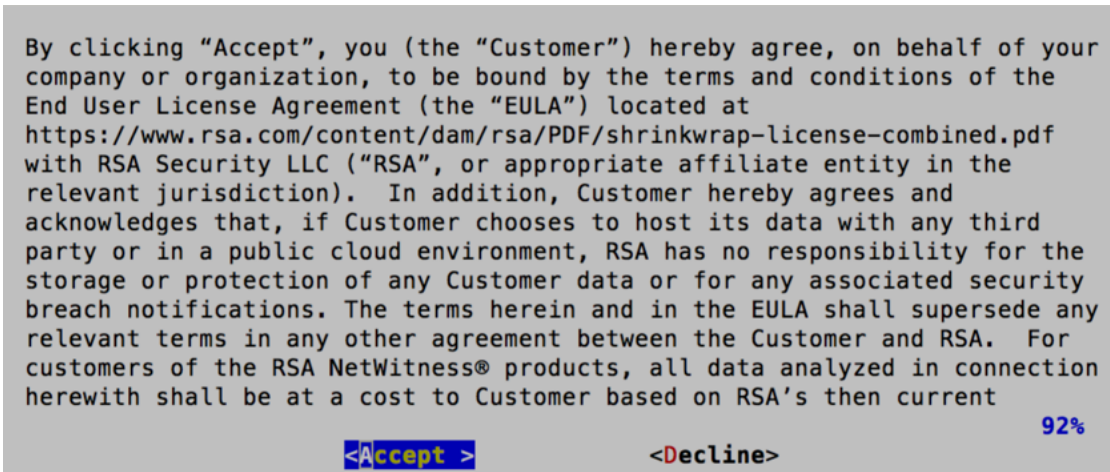 By clicking “Accept”, you (the “Customer”) hereby agree, on behalf of your
company or organization, to be bound by the terms and conditions of the
End User License Agreement (the “EULA”) located at
https://www.rsa.com/content/dam/rsa/PDF/shrinkwrap-license-combined.pdf
with RSA Security LLC (“RSA”, or appropriate affiliate entity in the
relevant jurisdiction).  In addition, Customer hereby agrees and
acknowledges that, if Customer chooses to host its data with any third
party or in a public cloud environment, RSA has no responsibility for the
storage or protection of any Customer data or for any associated security
breach notifications. The terms herein and in the EULA shall supersede any
relevant terms in any other agreement between the Customer and RSA.  For
customers of the RSA NetWitness® products, all data analyzed in connection
herewith shall be at a cost to Customer based on RSA’s then current
92%
<Accept > <Decline>